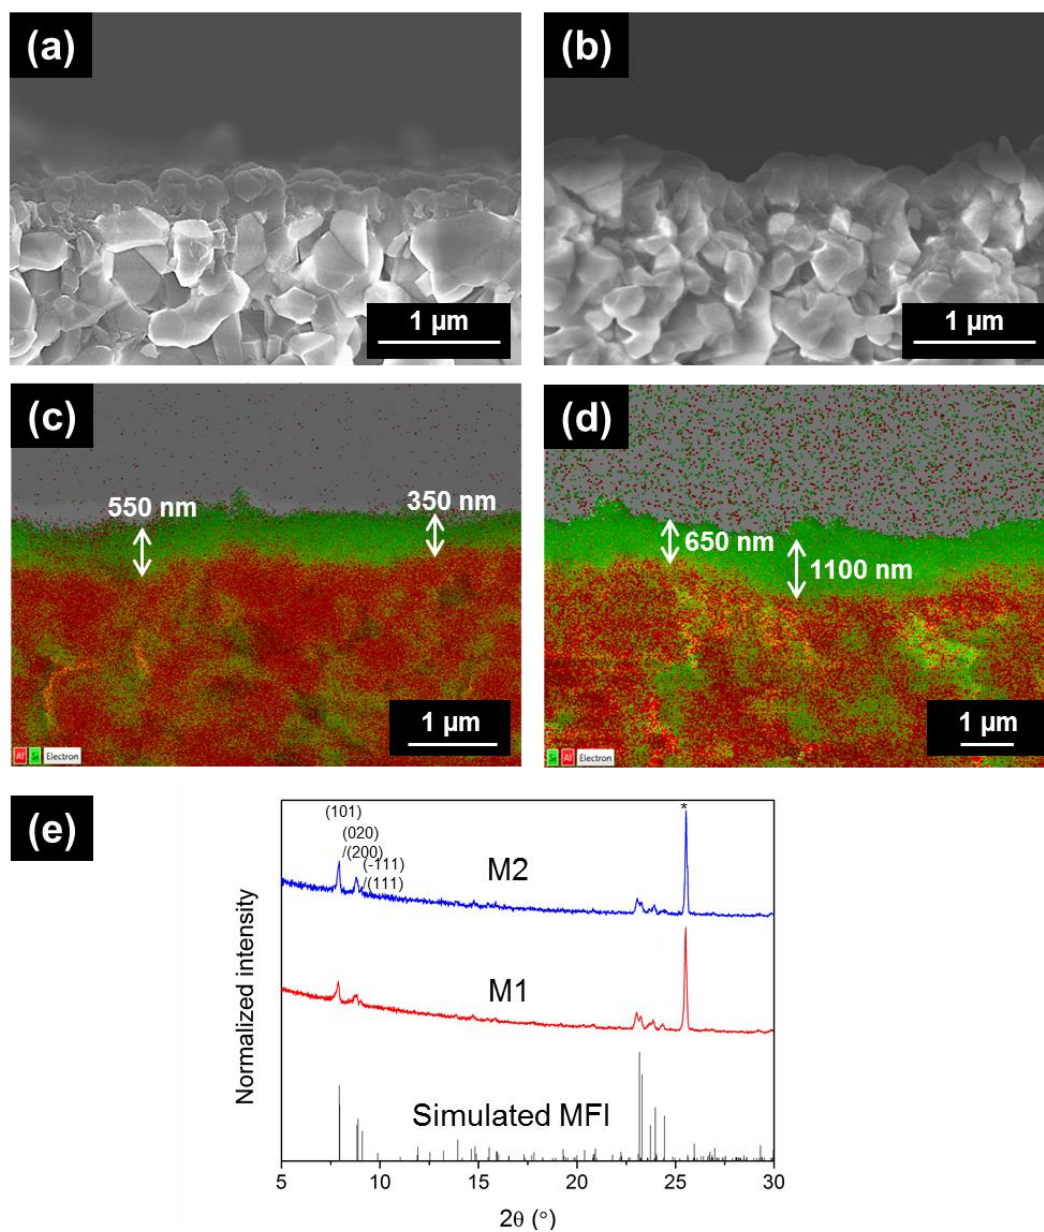 (a)
1 µm
(b)
1 µm
(c)
550 nm
350 nm
1 µm
Al Si Electron
(d)
650 nm
1100 nm
1 µm
Si Al Electron
(e)
*
(101)
(020)
/(200)
(-111)
/(111)
M2
M1
Simulated MFI
Normalized intensity
5 10 15 20 25 30
2θ (°)